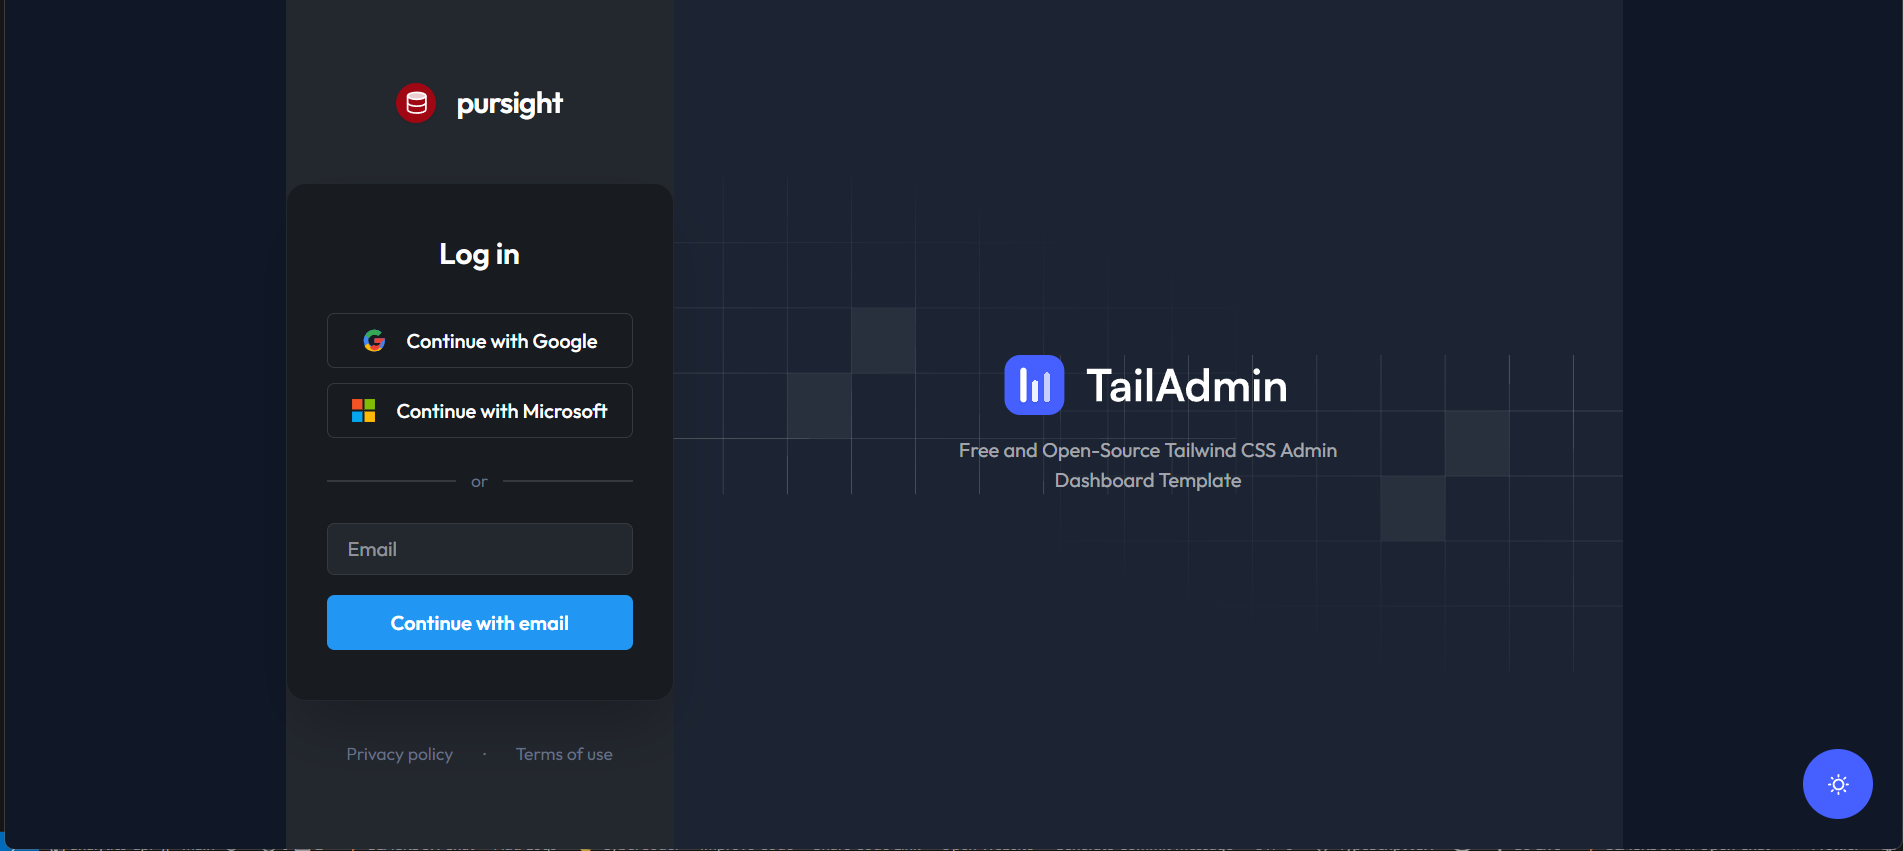 pursight
Log in
Continue with Google
Continue with Microsoft
or
Email
Continue with email
Privacy policy · Terms of use
TailAdmin
Free and Open-Source Tailwind CSS Admin
Dashboard Template